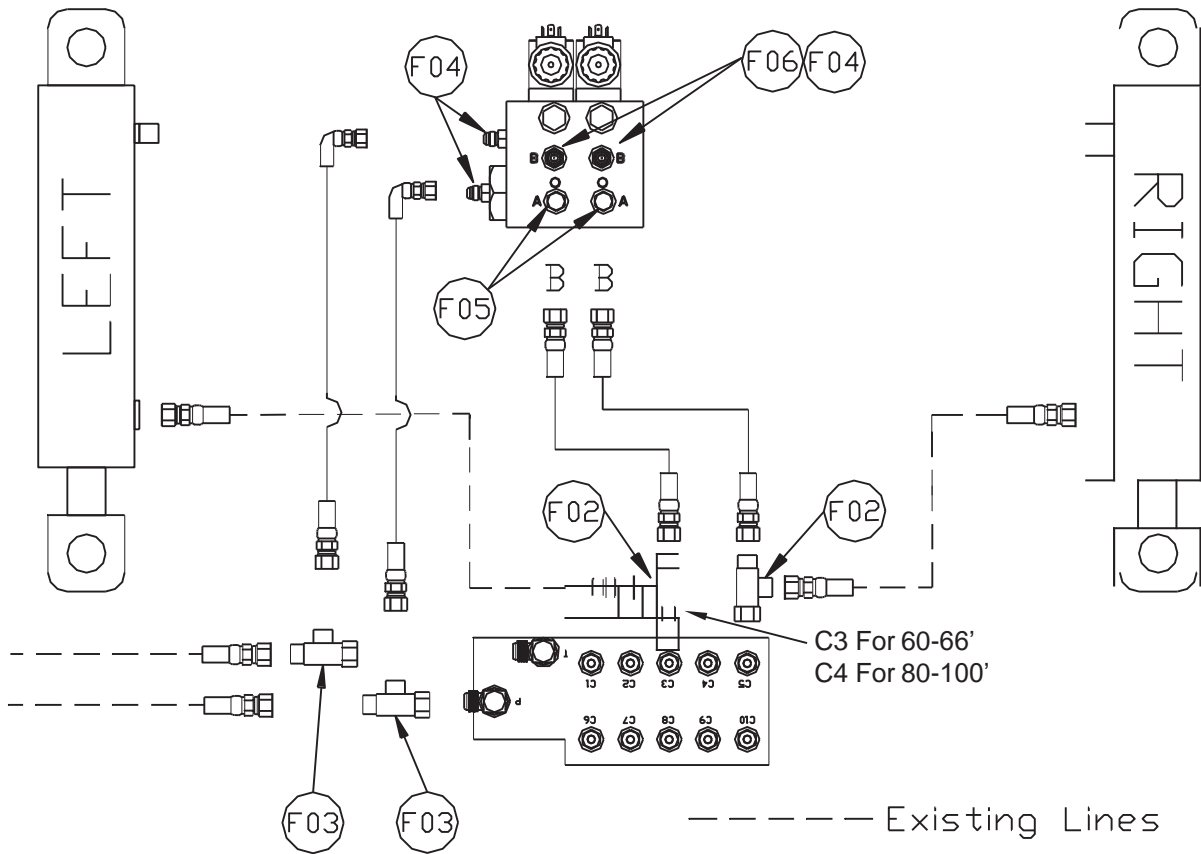 F04
F06 F04
B B
A A
LEFT
RIGHT
F05
B B
F02
F02
C3 For 60-66'
C4 For 80-100'
T
C1 C2 C3 C4 C5
P
C6 C7 C8 C9 C10
F03 F03
Existing Lines